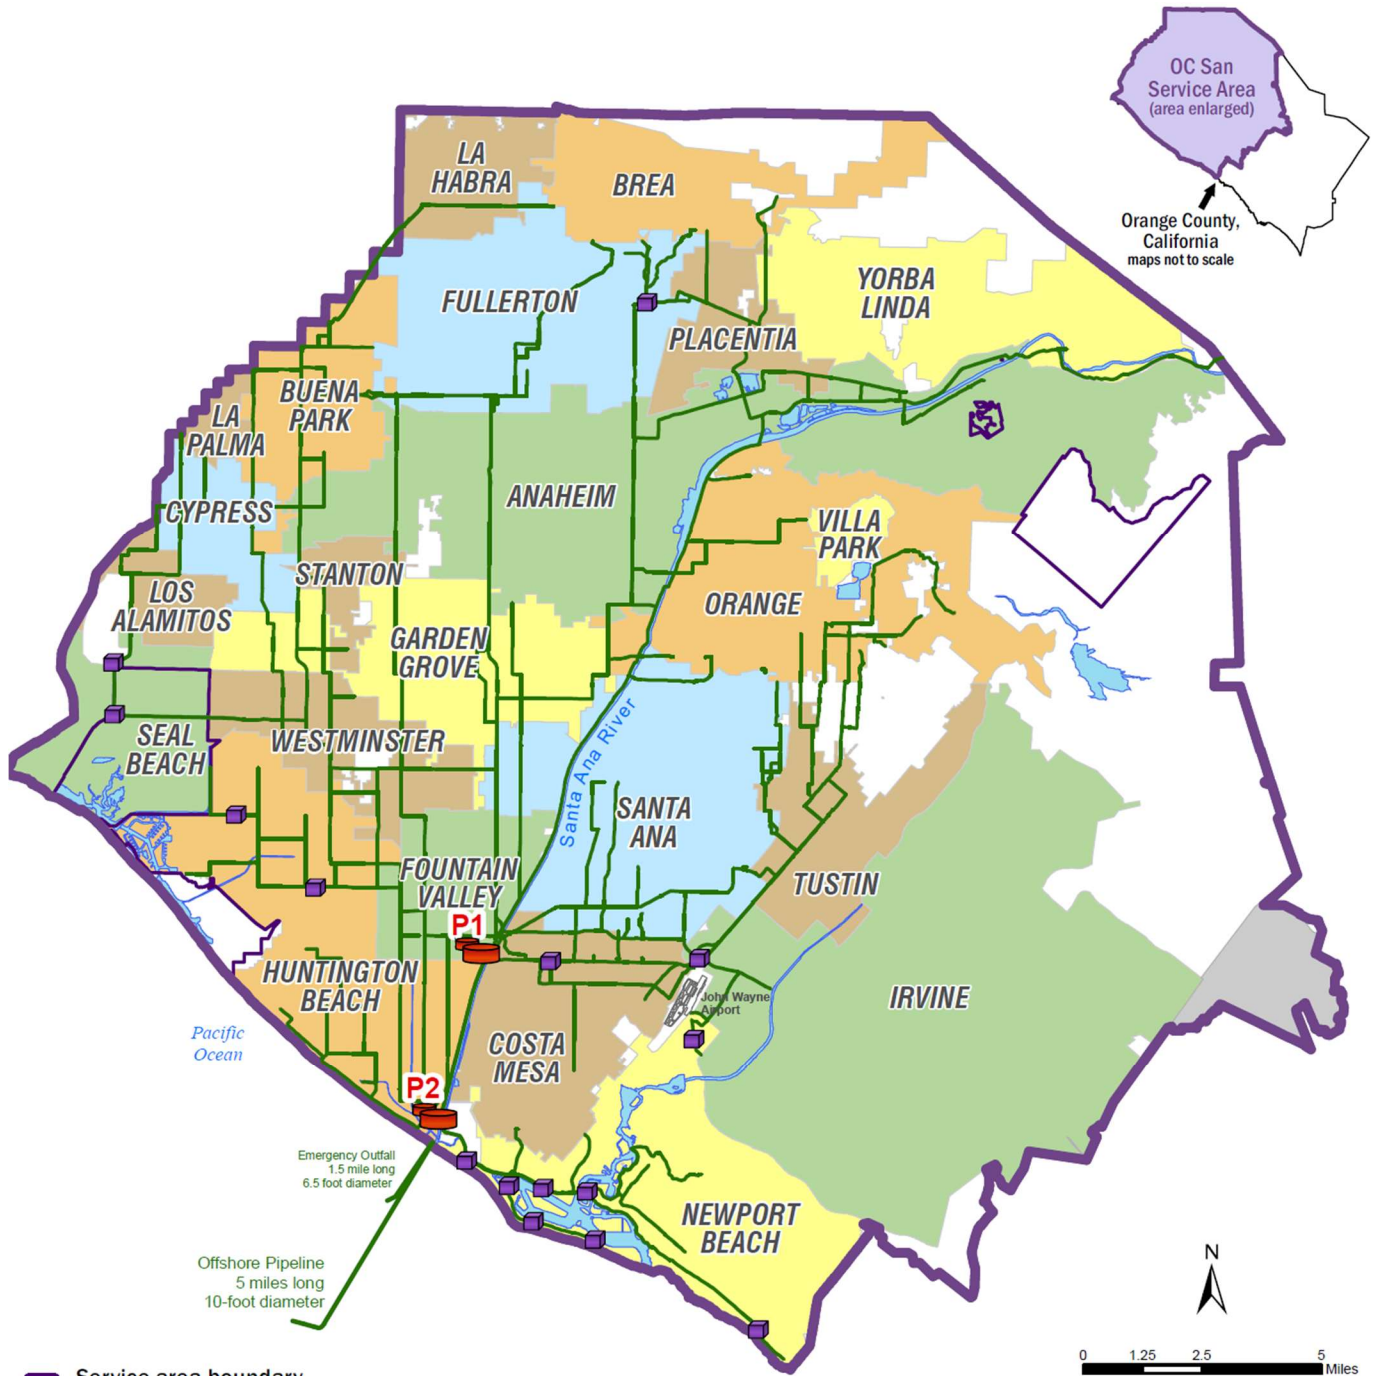 OC San
Service Area
(area enlarged)
Orange County,
California
maps not to scale
LA
HABRA
BREA
YORBA
LINDA
FULLERTON
PLACENTIA
BUENA
PARK
LA
PALMA
ANAHEIM
CYPRESS
VILLA
PARK
STANTON
LOS
ALAMITOS
ORANGE
GARDEN
GROVE
Santa Ana River
SEAL
BEACH
WESTMINSTER
SANTA
ANA
FOUNTAIN
VALLEY
TUSTIN
P1
HUNTINGTON
BEACH
John Wayne
Airport
IRVINE
Pacific
Ocean
COSTA
MESA
P2
Emergency Outfall
1.5 mile long
6.5 foot diameter
NEWPORT
BEACH
Offshore Pipeline
5 miles long
10-foot diameter
N
0 1.25 2.5 5
Miles
Service area boundary